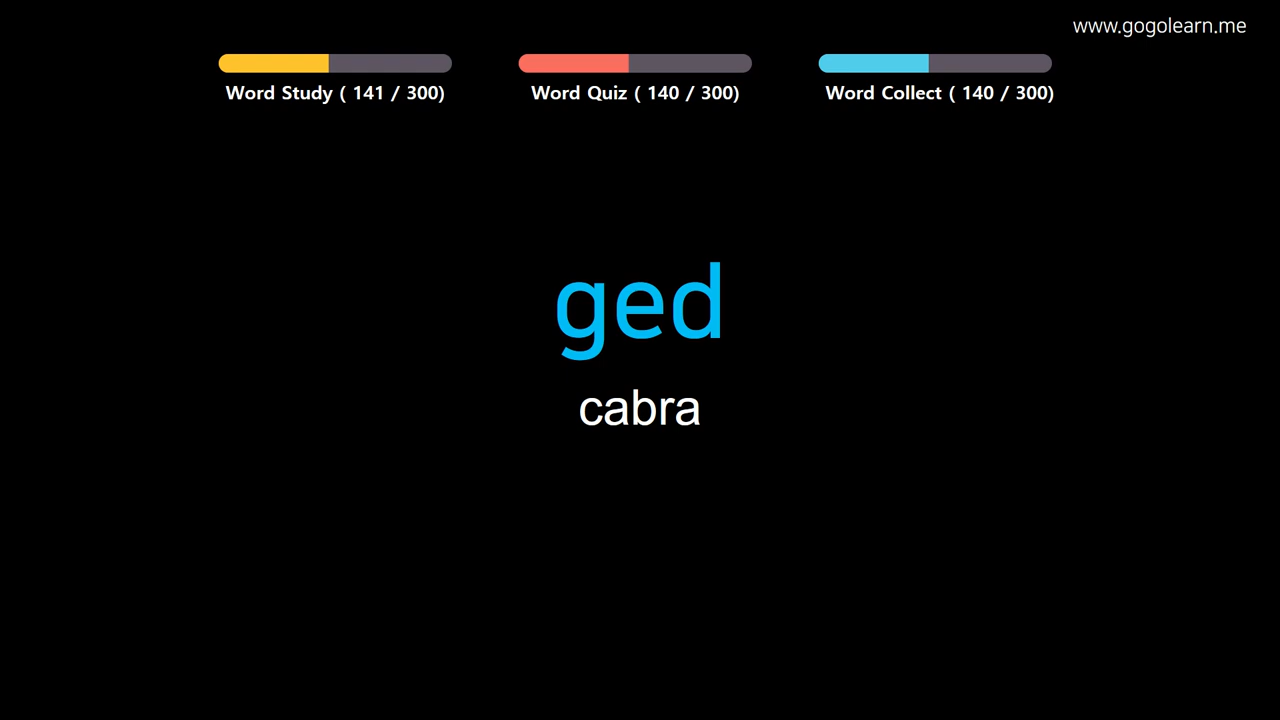 www.gogolearn.me
Word Study ( 141 / 300)
Word Quiz ( 140 / 300)
Word Collect ( 140 / 300)
ged
cabra